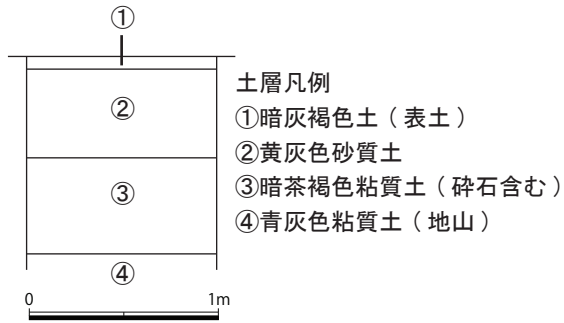 ①
②
③
④
0 1m
土層凡例
①暗灰褐色土（表土）
②黄灰色砂質土
③暗茶褐色粘質土（砕石含む）
④青灰色粘質土（地山）